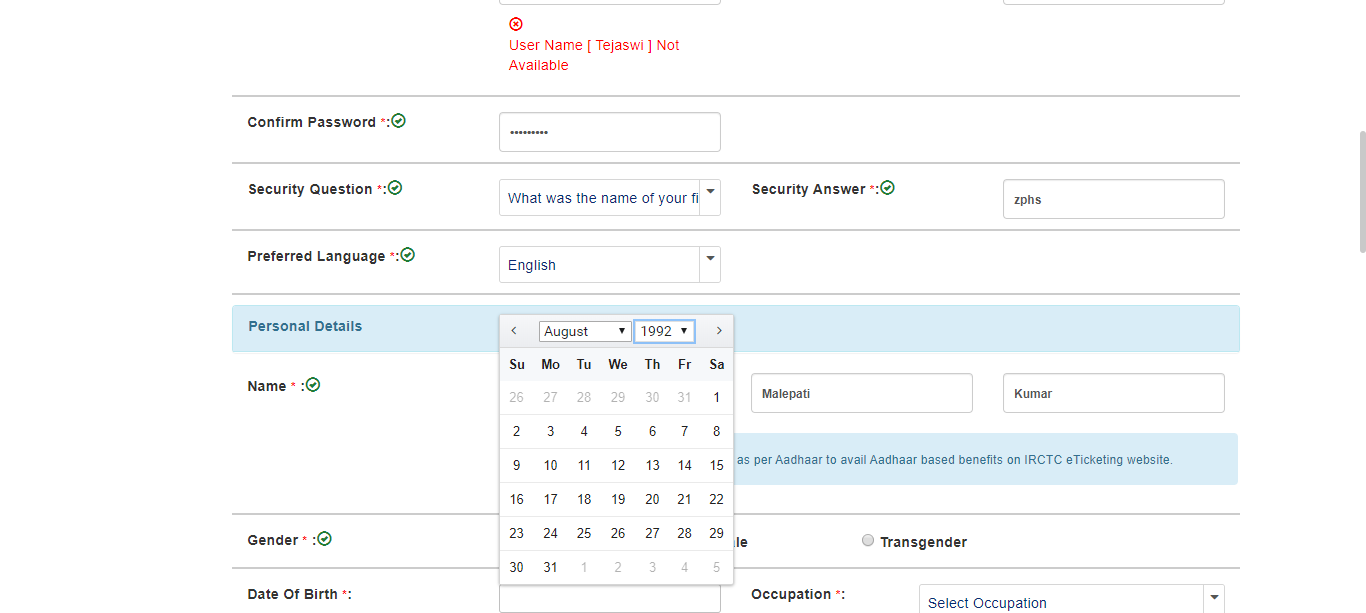 User Name [ Tejaswi ] Not
Available
Confirm Password *:
•••••••••
Security Question *:
What was the name of your fi
Security Answer *:
zphs
Preferred Language *:
English
Personal Details
August 1992
Su Mo Tu We Th Fr Sa
26 27 28 29 30 31 1
2 3 4 5 6 7 8
9 10 11 12 13 14 15
16 17 18 19 20 21 22
23 24 25 26 27 28 29
30 31 1 2 3 4 5
Name * :
Malepati
Kumar
as per Aadhaar to avail Aadhaar based benefits on IRCTC eTicketing website.
Gender * :
le
Transgender
Date Of Birth *:
Occupation *:
Select Occupation